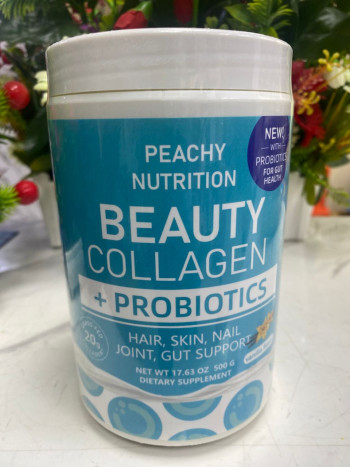 NEW!
WITH
PROBIOTICS
FOR GUT
HEALTH
PEACHY
NUTRITION
BEAUTY
COLLAGEN
+ PROBIOTICS
20g
HAIR, SKIN, NAIL
JOINT, GUT SUPPORT
NET WT 17.63 OZ 500 G
DIETARY SUPPLEMENT